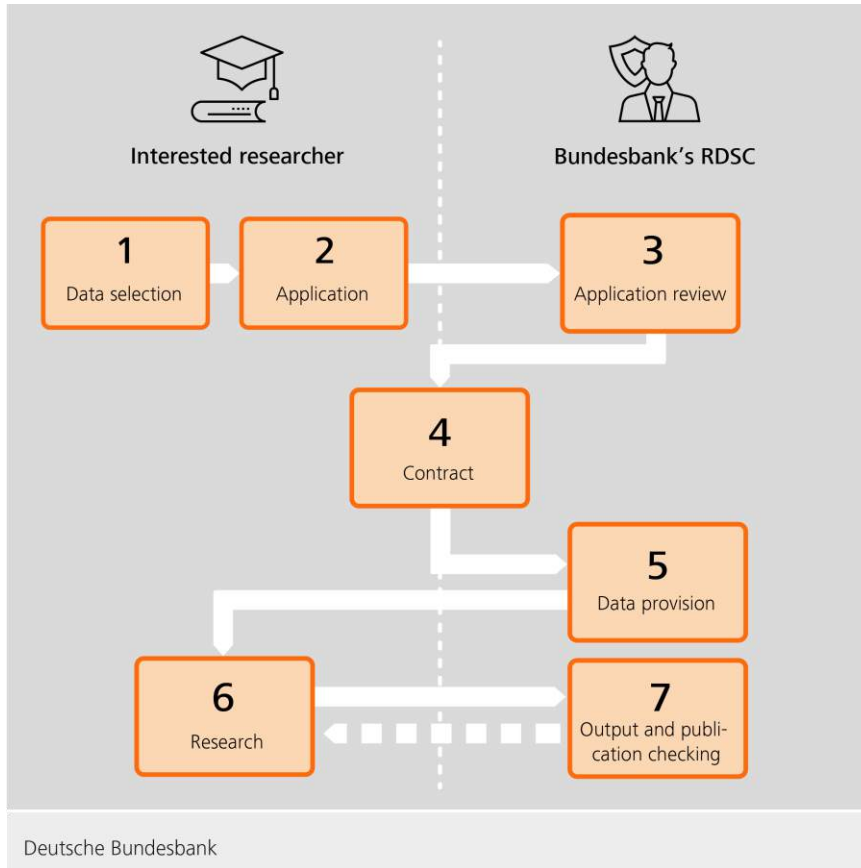 Interested researcher
Bundesbank's RDSC
1
Data selection
2
Application
3
Application review
4
Contract
5
Data provision
6
Research
7
Output and publi-
cation checking
Deutsche Bundesbank